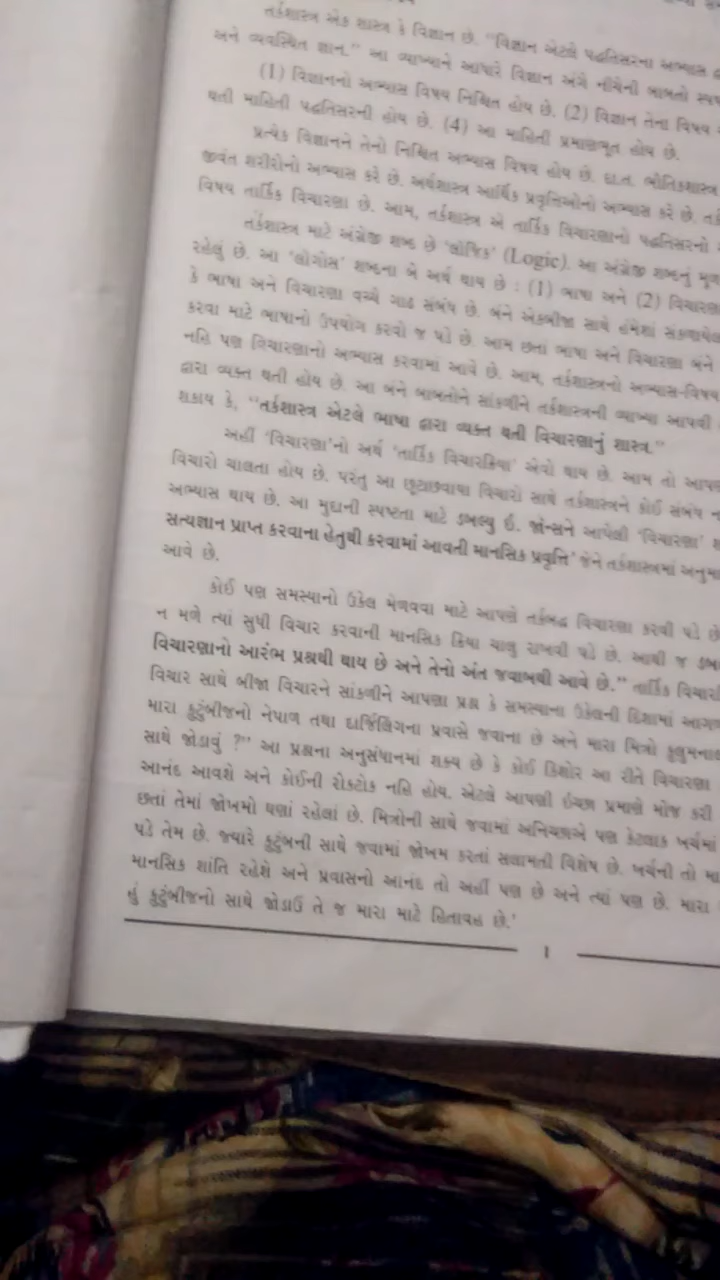 તર્કશાસ્ત્ર એક શાસ્ત્ર કે વિજ્ઞાન છે. "વિજ્ઞાન એટલે પદ્ધતિસરના અભ્યાસ
અને વ્યવસ્થિત જ્ઞાન." આ વ્યાખ્યાને આધારે વિજ્ઞાન અંગે નીચેની બાબતો
(1) વિજ્ઞાનનો અભ્યાસ વિષય નિશ્ચિત હોય છે. (2) વિજ્ઞાન તેના વિષય
થતી માહિતી પદ્ધતિસરની હોય છે. (4) આ માહિતી પ્રમાણભૂત હોય છે.
પ્રત્યેક વિજ્ઞાનને તેનો નિશ્ચિત અભ્યાસ વિષય હોય છે. દા.ત. ભૌતિકશાસ્ત્ર
જીવંત શરીરોનો અભ્યાસ કરે છે. અર્થશાસ્ત્ર આર્થિક પ્રવૃત્તિઓનો અભ્યાસ કરે છે.
વિષય તાર્કિક વિચારણા છે. આમ, તર્કશાસ્ત્ર એ તાર્કિક વિચારણાનો પદ્ધતિસરનો
તર્કશાસ્ત્ર માટે અંગ્રેજી શબ્દ છે 'લોજિક' (Logic). આ અંગ્રેજી શબ્દનું
રહેલું છે. આ 'લોગોસ' શબ્દના બે અર્થ થાય છે : (1) ભાષા અને (2)
કે ભાષા અને વિચારણા વચ્ચે ગાઢ સંબંધ છે. બંને એકબીજા સાથે હંમેશાં
કરવા માટે ભાષાનો ઉપયોગ કરવો જ પડે છે. આમ છતાં ભાષા અને વિચારણા બંને
નહિ પણ વિચારણાનો અભ્યાસ કરવામાં આવે છે. આમ, તર્કશાસ્ત્રનો અભ્યાસ-વિષય
દ્વારા વ્યક્ત થતી હોય છે. આ બંને બાબતોને સાંકળીને તર્કશાસ્ત્રની વ્યાખ્યા આપવી
શકાય કે, "તર્કશાસ્ત્ર એટલે ભાષા દ્વારા વ્યક્ત થતી વિચારણાનું શાસ્ત્ર."
અહીં 'વિચારણા'નો અર્થ 'તાર્કિક વિચારક્રિયા' એવો થાય છે. આમ તો
વિચારો ચાલતા હોય છે. પરંતુ આ છૂટાછવાયા વિચારો સાથે તર્કશાસ્ત્રને કોઈ સંબંધ
અભ્યાસ થાય છે. આ મુદ્દાની સ્પષ્ટતા માટે ડબલ્યુ ઈ. જોન્સને આપેલી 'વિચારણા'
સત્યજ્ઞાન પ્રાપ્ત કરવાના હેતુથી કરવામાં આવતી માનસિક પ્રવૃત્તિ' જેને તર્કશાસ્ત્રમાં
આવે છે.
કોઈ પણ સમસ્યાનો ઉકેલ મેળવવા માટે આપણે તર્કબદ્ધ વિચારણા કરવી પડે છે
ન મળે ત્યાં સુધી વિચાર કરવાની માનસિક ક્રિયા ચાલુ રાખવી પડે છે. આથી જ
વિચારણાનો આરંભ પ્રશ્નથી થાય છે અને તેનો અંત જવાબથી આવે છે." તાર્કિક
વિચાર સાથે બીજા વિચારને સાંકળીને આપણા પ્રશ્ન કે સમસ્યાના ઉકેલની દિશામાં
મારા કુટુંબીજનો નેપાળ તથા દાર્જિલિંગના પ્રવાસે જવાના છે અને મારા મિત્રો
સાથે જોડાવું ?" આ પ્રશ્નના અનુસંધાનમાં શક્ય છે કે કોઈ કિશોર આ રીતે વિચારણા
આનંદ આવશે અને કોઈની રોકટોક નહિ હોય. એટલે આપણી ઇચ્છા પ્રમાણે મોજ કરી
છતાં તેમાં જોખમો ઘણાં રહેલાં છે. મિત્રોની સાથે જવામાં અનિચ્છાએ પણ કેટલાક ખર્ચમાં
પડે તેમ છે. જ્યારે કુટુંબની સાથે જવામાં જોખમ કરતાં સલામતી વિશેષ છે. ખર્ચની તો
માનસિક શાંતિ રહેશે અને પ્રવાસનો આનંદ તો અહીં પણ છે અને ત્યાં પણ છે. મારા
કુટુંબીજનો સાથે જોડાઉં તે જ મારા માટે હિતાવહ છે.'
1